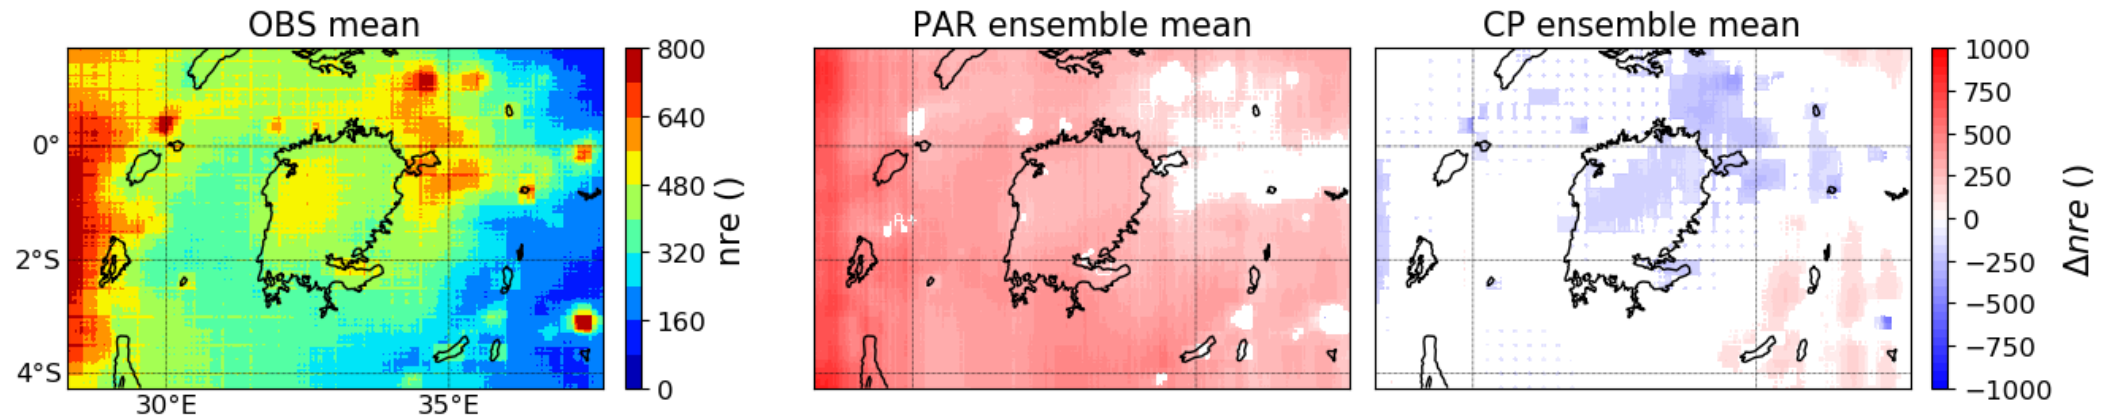 OBS mean
PAR ensemble mean
CP ensemble mean
0°
2°S
4°S
30°E
35°E
800
640
480
320
160
0
nre ()
1000
750
500
250
0
−250
−500
−750
−1000
Δnre ()